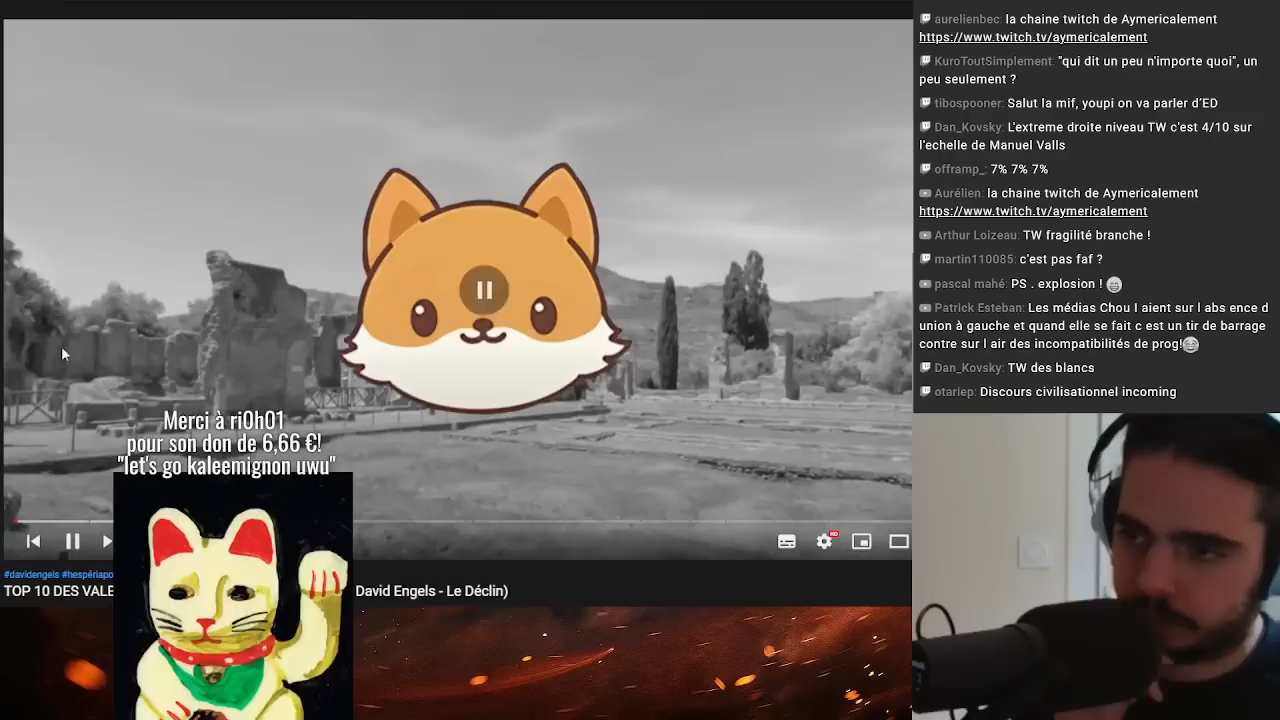 aurelienbec: la chaine twitch de Aymericalement
https://www.twitch.tv/aymericalement
KuroToutSimplement: "qui dit un peu n'importe quoi", un
peu seulement ?
tibospooner: Salut la mif, youpi on va parler d'ED
Dan_Kovsky: L'extreme droite niveau TW c'est 4/10 sur
l'echelle de Manuel Valls
offramp_: 7% 7% 7%
Aurélien: la chaine twitch de Aymericalement
https://www.twitch.tv/aymericalement
Arthur Loizeau: TW fragilité branche !
martin110085: c'est pas faf ?
pascal mahé: PS . explosion !
Patrick Esteban: Les médias Chou l aient sur l abs ence d
union à gauche et quand elle se fait c est un tir de barrage
contre sur l air des incompatibilités de prog!
Dan_Kovsky: TW des blancs
otariep: Discours civilisationnel incoming
Merci à ri0h01
pour son don de 6,66 €!
"let's go kaleemignon uwu"
HD
#davidengels #hespériapo
TOP 10 DES VALE David Engels - Le Déclin)